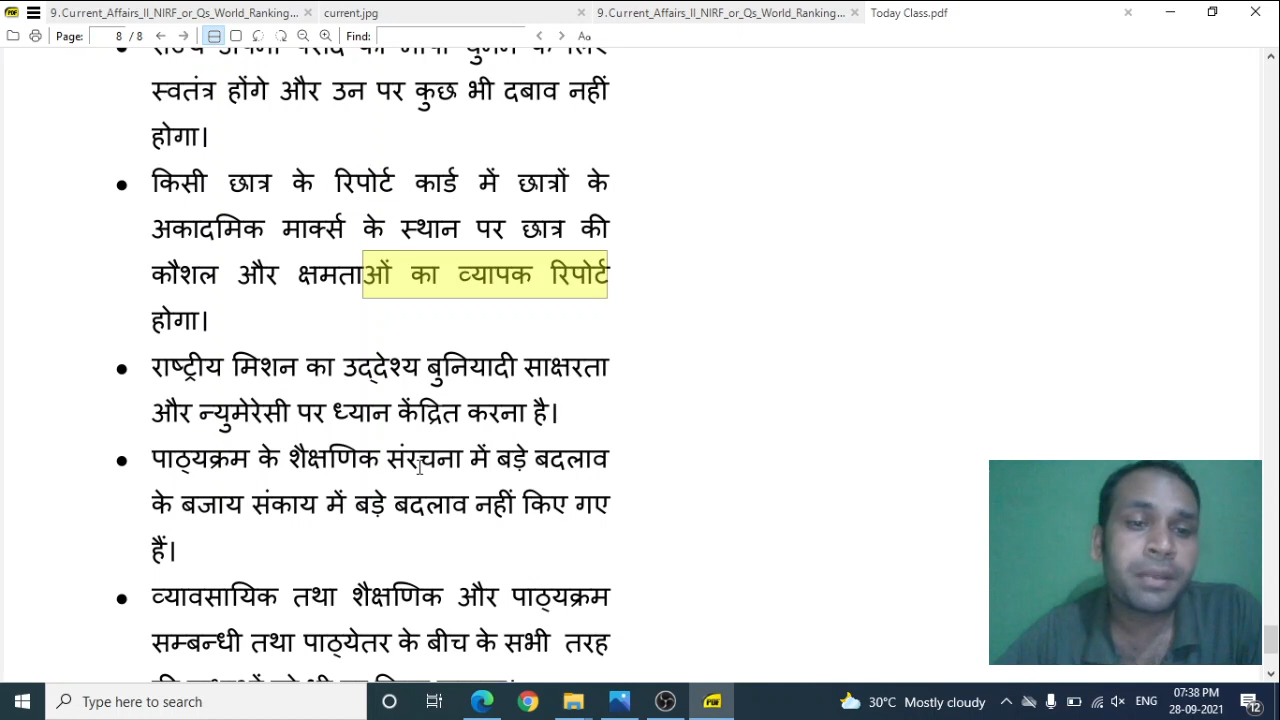 9.Current_Affairs_II_NIRF_or_Qs_World_Ranking... current.jpg 9.Current_Affairs_II_NIRF_or_Qs_World_Ranking... Today Class.pdf
Page: 8 / 8 Find:
स्वतंत्र होंगे और उन पर कुछ भी दबाव नहीं
होगा।
● किसी छात्र के रिपोर्ट कार्ड में छात्रों के
अकादमिक मार्क्स के स्थान पर छात्र की
कौशल और क्षमताओं का व्यापक रिपोर्ट
होगा।
● राष्ट्रीय मिशन का उद्देश्य बुनियादी साक्षरता
और न्युमेरेसी पर ध्यान केंद्रित करना है।
● पाठ्यक्रम के शैक्षणिक संरचना में बड़े बदलाव
के बजाय संकाय में बड़े बदलाव नहीं किए गए
हैं।
● व्यावसायिक तथा शैक्षणिक और पाठ्यक्रम
सम्बन्धी तथा पाठ्येतर के बीच के सभी तरह
Type here to search 30°C Mostly cloudy ENG 07:38 PM
28-09-2021 12